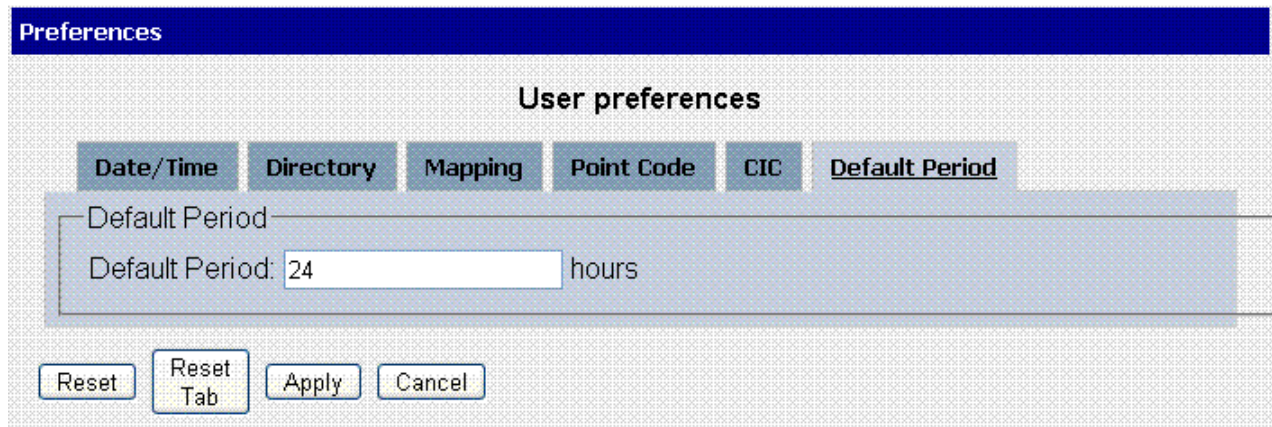 Preferences
User preferences
Date/Time Directory Mapping Point Code CIC Default Period
Default Period
Default Period: 24 hours
Reset Reset Tab Apply Cancel